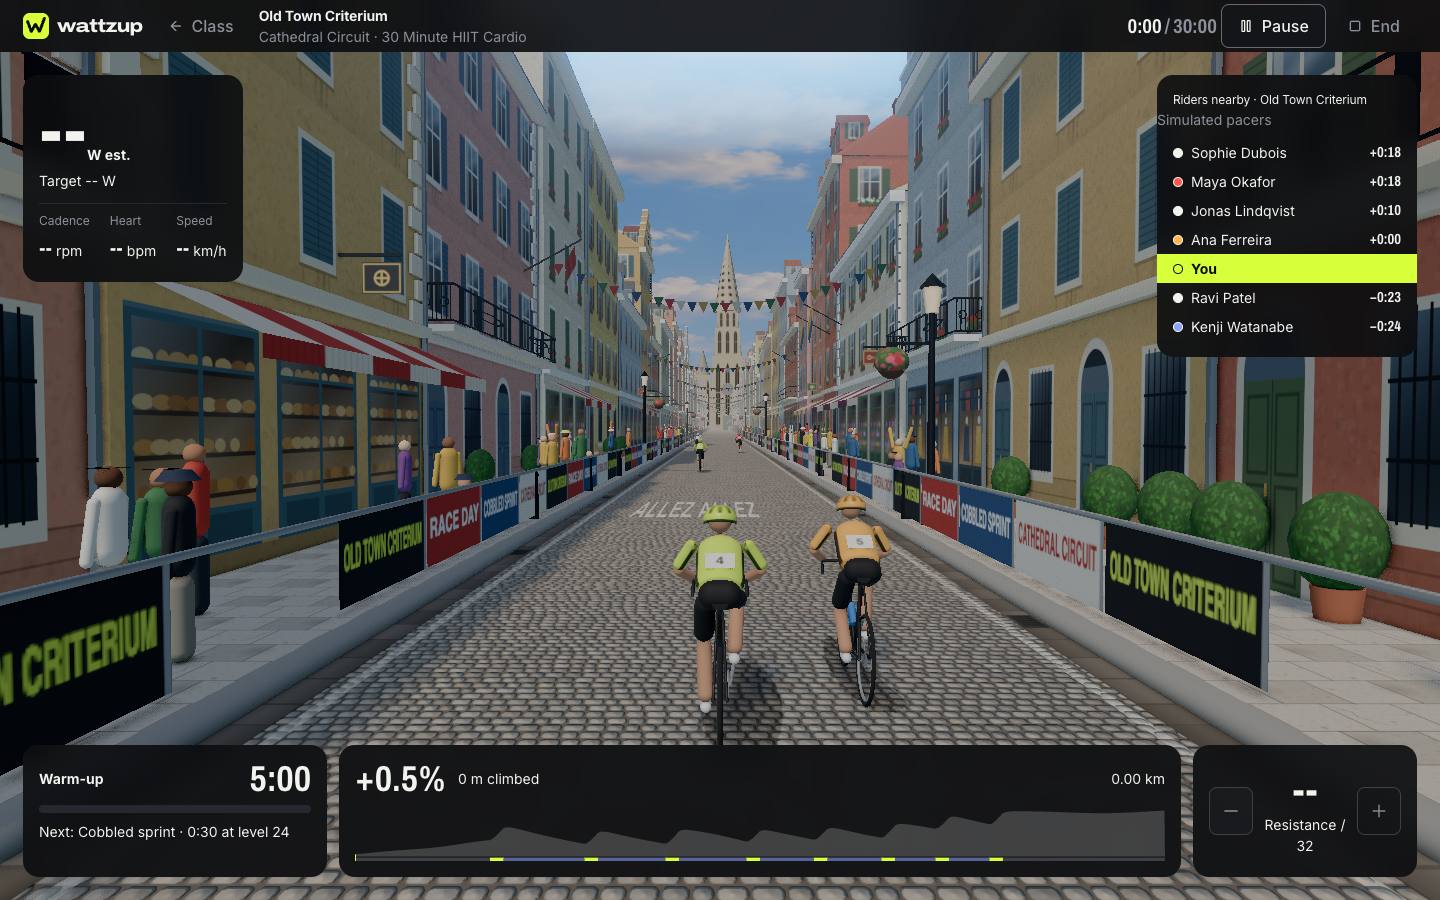 wattzup
Class
Old Town Criterium
Cathedral Circuit · 30 Minute HIIT Cardio
0:00 / 30:00
Pause
End
--
W est.
Target -- W
Cadence Heart Speed
-- rpm -- bpm -- km/h
Riders nearby · Old Town Criterium
Simulated pacers
Sophie Dubois +0:18
Maya Okafor +0:18
Jonas Lindqvist +0:10
Ana Ferreira +0:00
You
Ravi Patel −0:23
Kenji Watanabe −0:24
ALLEZ ALLEZ
OLD TOWN CRITERIUM
RACE DAY
COBBLED SPRINT
RACE DAY
COBBLED SPRINT
CATHEDRAL CIRCUIT
OLD TOWN CRITERIUM
N CRITERIUM
4
5
Warm-up 5:00
Next: Cobbled sprint · 0:30 at level 24
+0.5% 0 m climbed 0.00 km
--
Resistance /
32